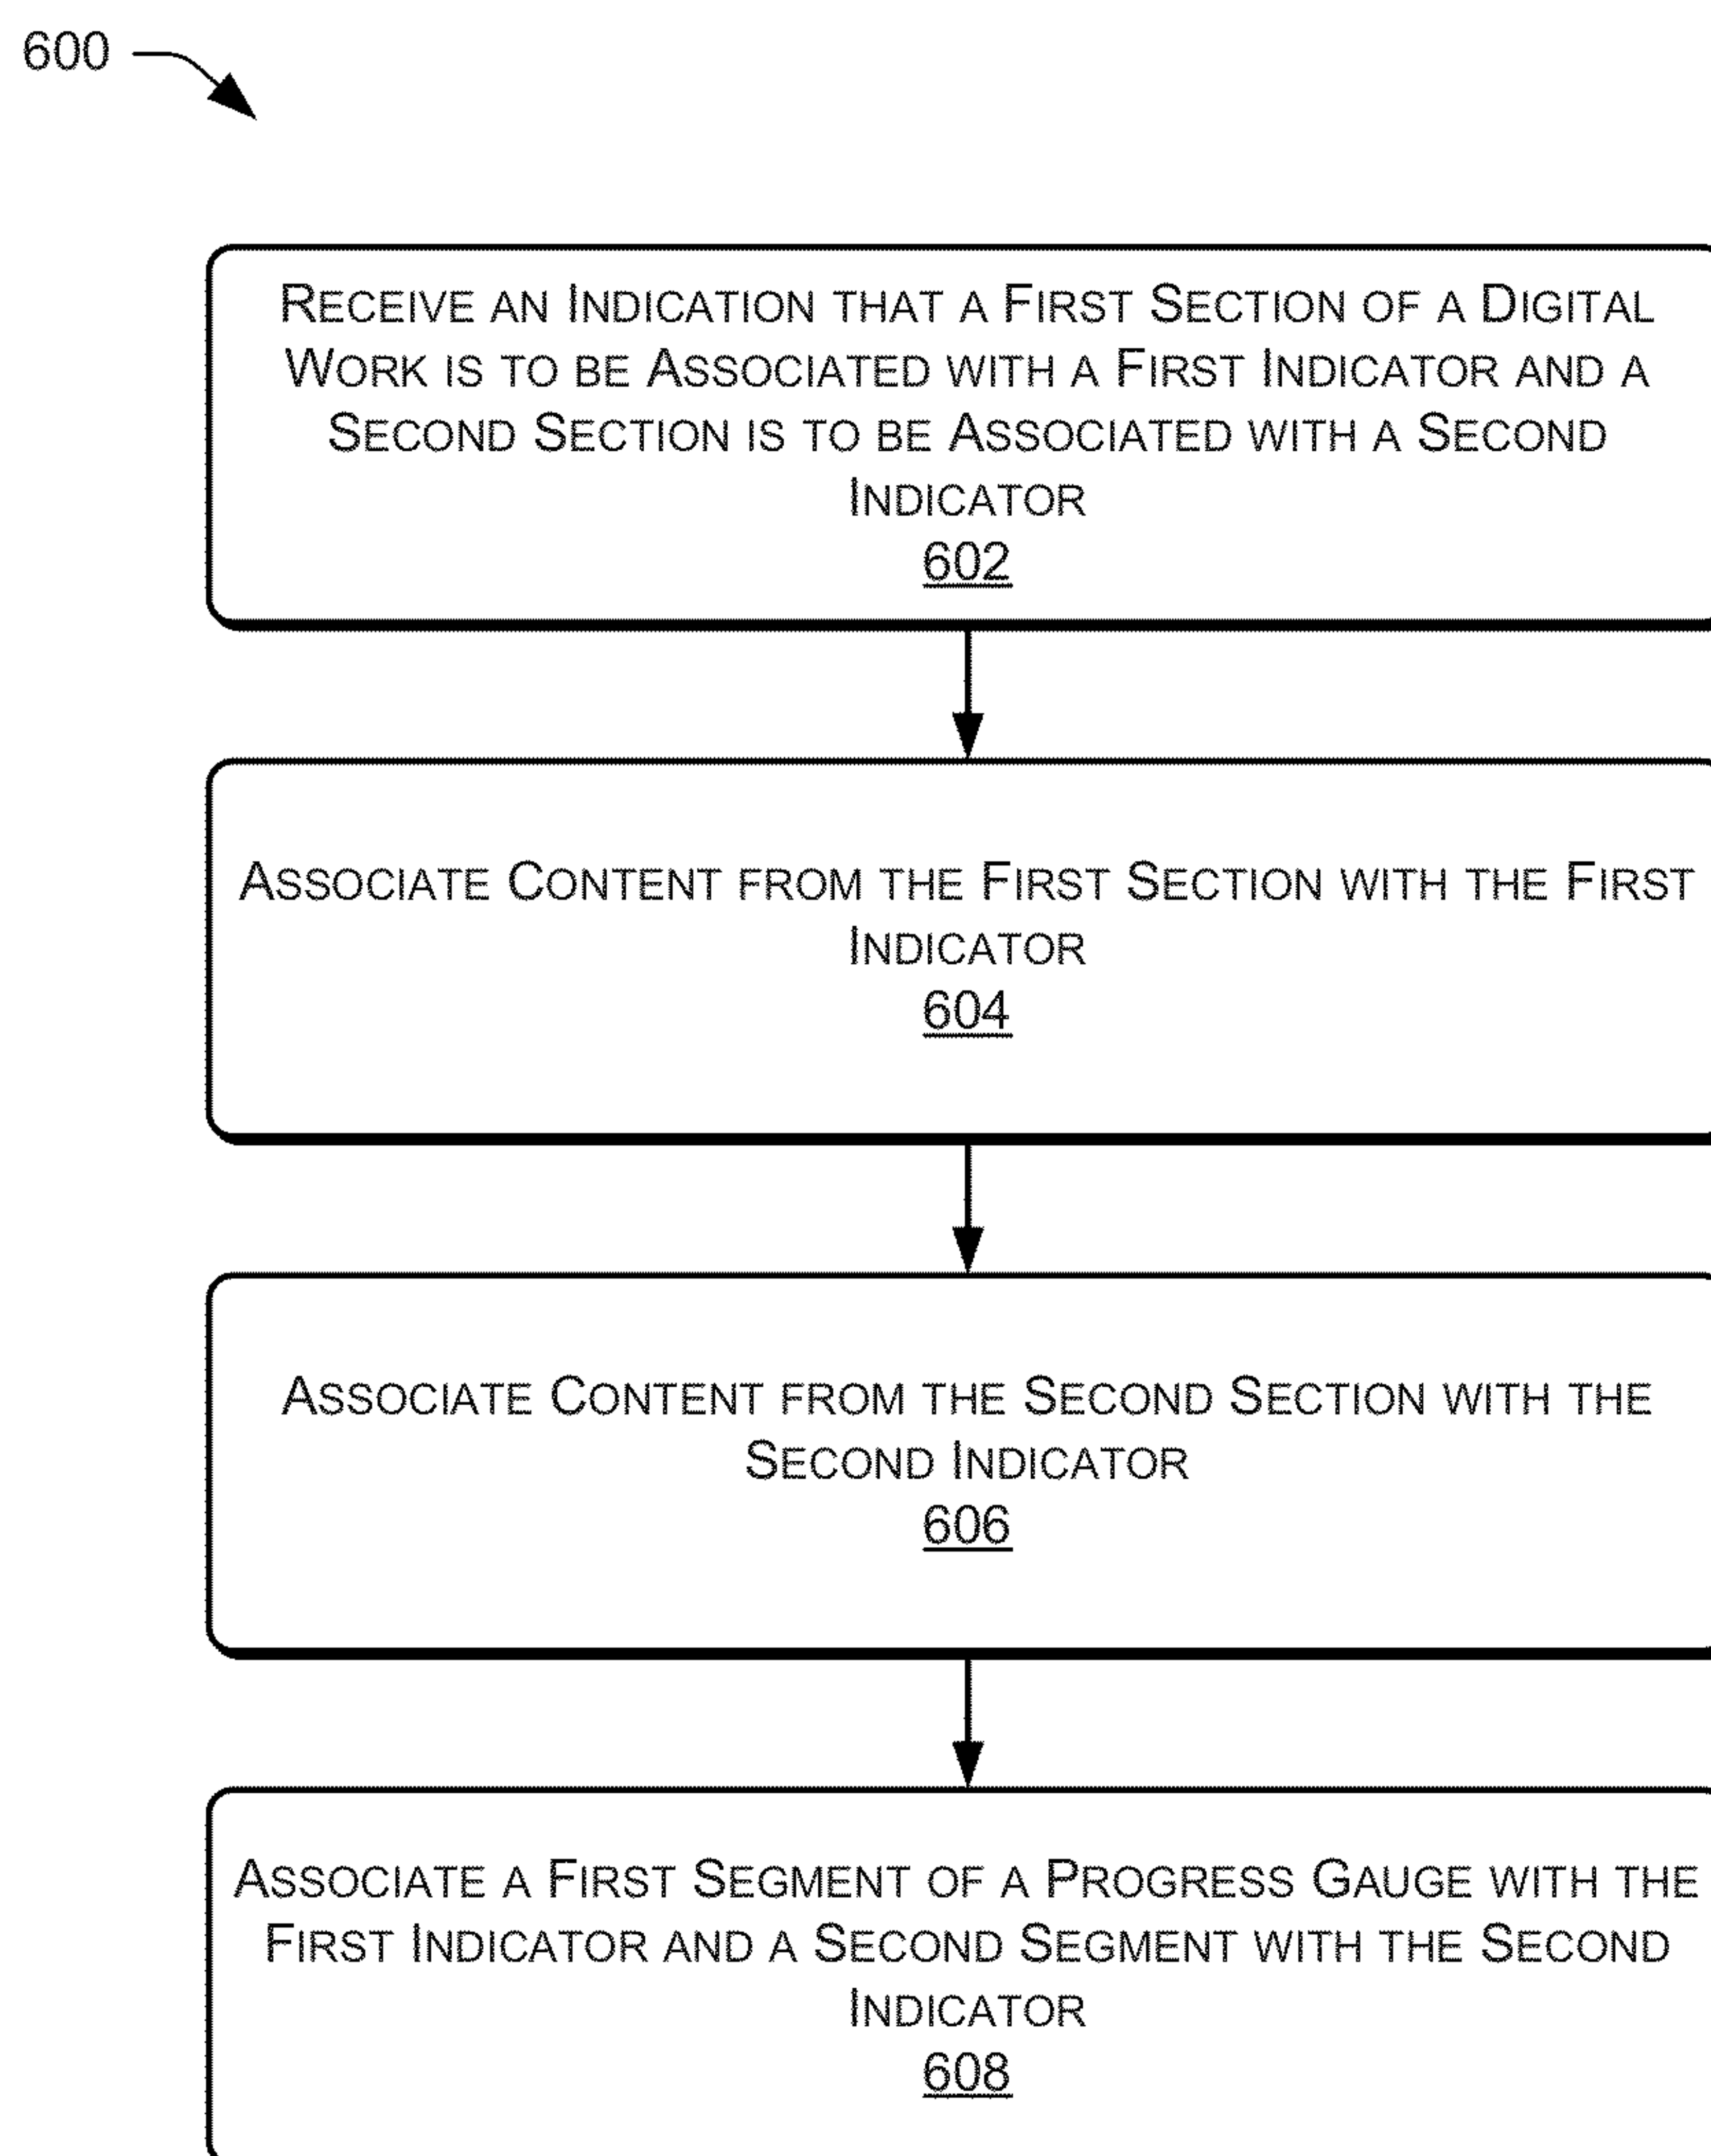 600
RECEIVE AN INDICATION THAT A FIRST SECTION OF A DIGITAL
WORK IS TO BE ASSOCIATED WITH A FIRST INDICATOR AND A
SECOND SECTION IS TO BE ASSOCIATED WITH A SECOND
INDICATOR
602
ASSOCIATE CONTENT FROM THE FIRST SECTION WITH THE FIRST
INDICATOR
604
ASSOCIATE CONTENT FROM THE SECOND SECTION WITH THE
SECOND INDICATOR
606
ASSOCIATE A FIRST SEGMENT OF A PROGRESS GAUGE WITH THE
FIRST INDICATOR AND A SECOND SEGMENT WITH THE SECOND
INDICATOR
608